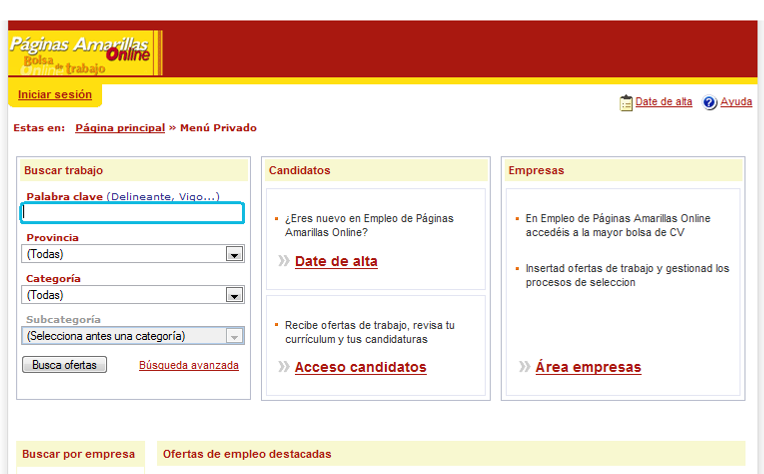 Páginas Amarillas
Online
Bolsa
Online de trabajo
Iniciar sesión
Date de alta
Ayuda
Estas en: Página principal » Menú Privado
Buscar trabajo
Palabra clave (Delineante, Vigo...)
Provincia
(Todas)
Categoría
(Todas)
Subcategoría
(Selecciona antes una categoría)
Busca ofertas
Búsqueda avanzada
Candidatos
¿Eres nuevo en Empleo de Páginas
Amarillas Online?
» Date de alta
Recibe ofertas de trabajo, revisa tu
currículum y tus candidaturas
» Acceso candidatos
Empresas
En Empleo de Páginas Amarillas Online
accedéis a la mayor bolsa de CV
Insertad ofertas de trabajo y gestionad los
procesos de seleccion
» Área empresas
Buscar por empresa
Ofertas de empleo destacadas